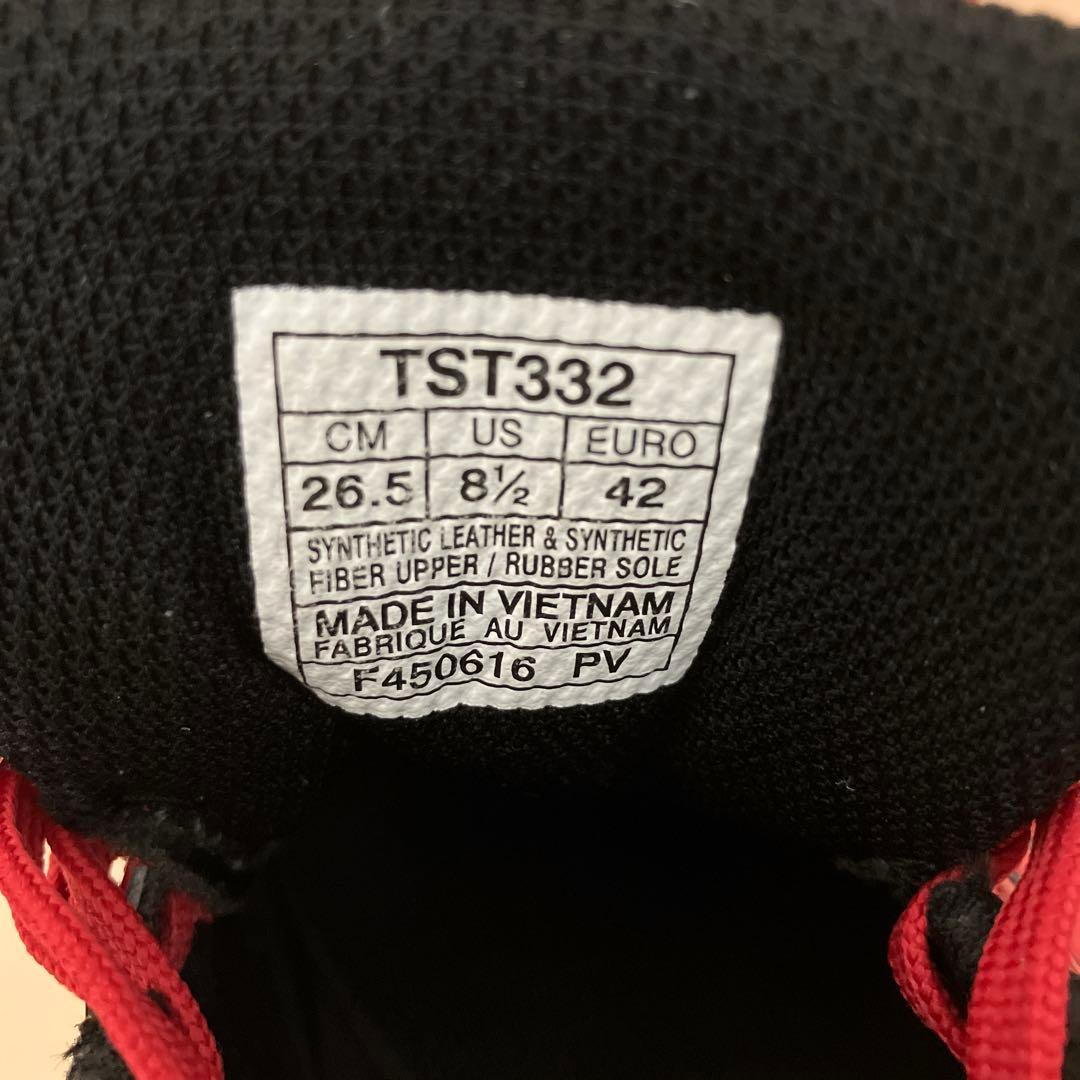 TST332
CM US EURO
26.5 8½ 42
SYNTHETIC LEATHER & SYNTHETIC
FIBER UPPER / RUBBER SOLE
MADE IN VIETNAM
FABRIQUE AU VIETNAM
F450616 PV